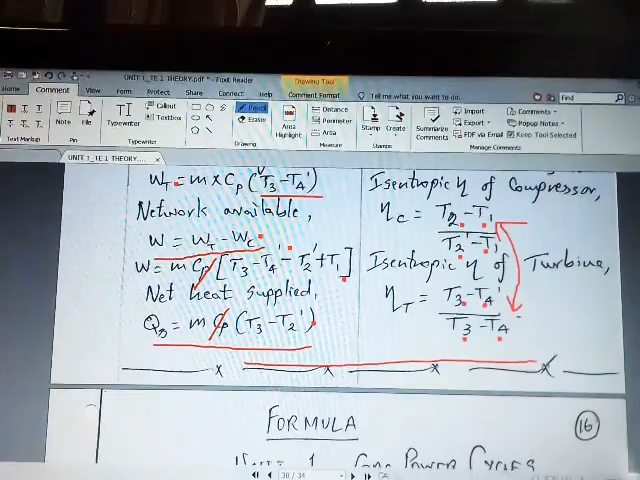 UNIT 1_TE 1 THEORY.pdf * - Foxit Reader
Drawing Tool
File Home Comment View Form Protect Share Connect Help Comment Format
Tell me what you want to do..
Find
Note File
Typewriter
Callout
Textbox
Pencil
Eraser
Area Highlight
Distance
Perimeter
Area
Stamp Create
Summarize Comments
Import
Export
FDF via Email
Comments
Popup Notes
Keep Tool Selected
Text Markup Pin Typewriter Drawing Measure Stamp Manage Comments
UNIT 1_TE 1 THEORY....
W_T = m x C_p (T_3 - T_4')
Network available,
W = W_T - W_C
W = m C_p [T_3 - T_4' - T_2' + T_1]
Net heat supplied,
Q_s = m C_p (T_3 - T_2')
Isentropic η of Compressor,
η_C = T_2 - T_1
T_2' - T_1
Isentropic η of Turbine,
η_T = T_3 - T_4'
T_3 - T_4
FORMULA
16
30 / 34